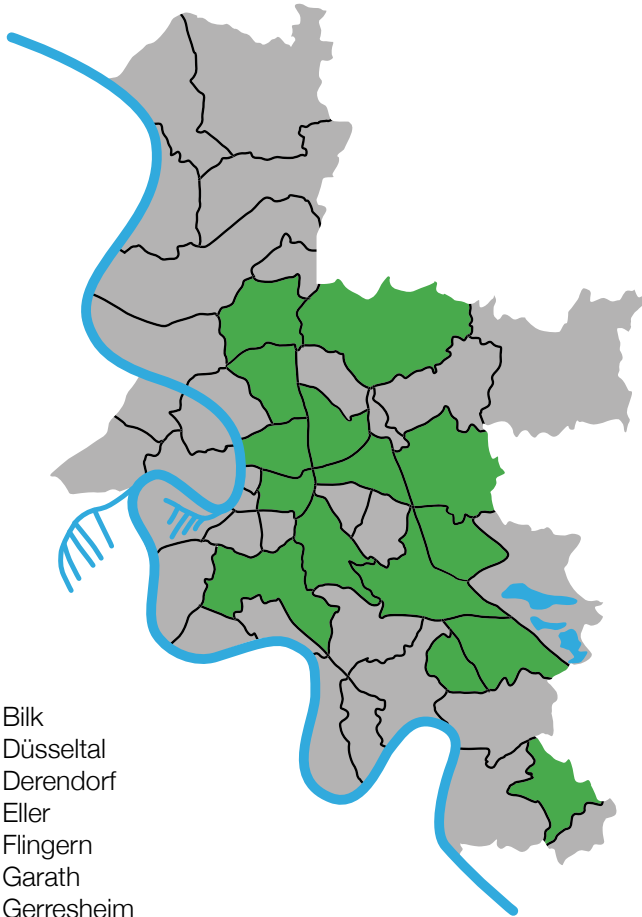 Bilk
Düsseltal
Derendorf
Eller
Flingern
Garath
Gerresheim